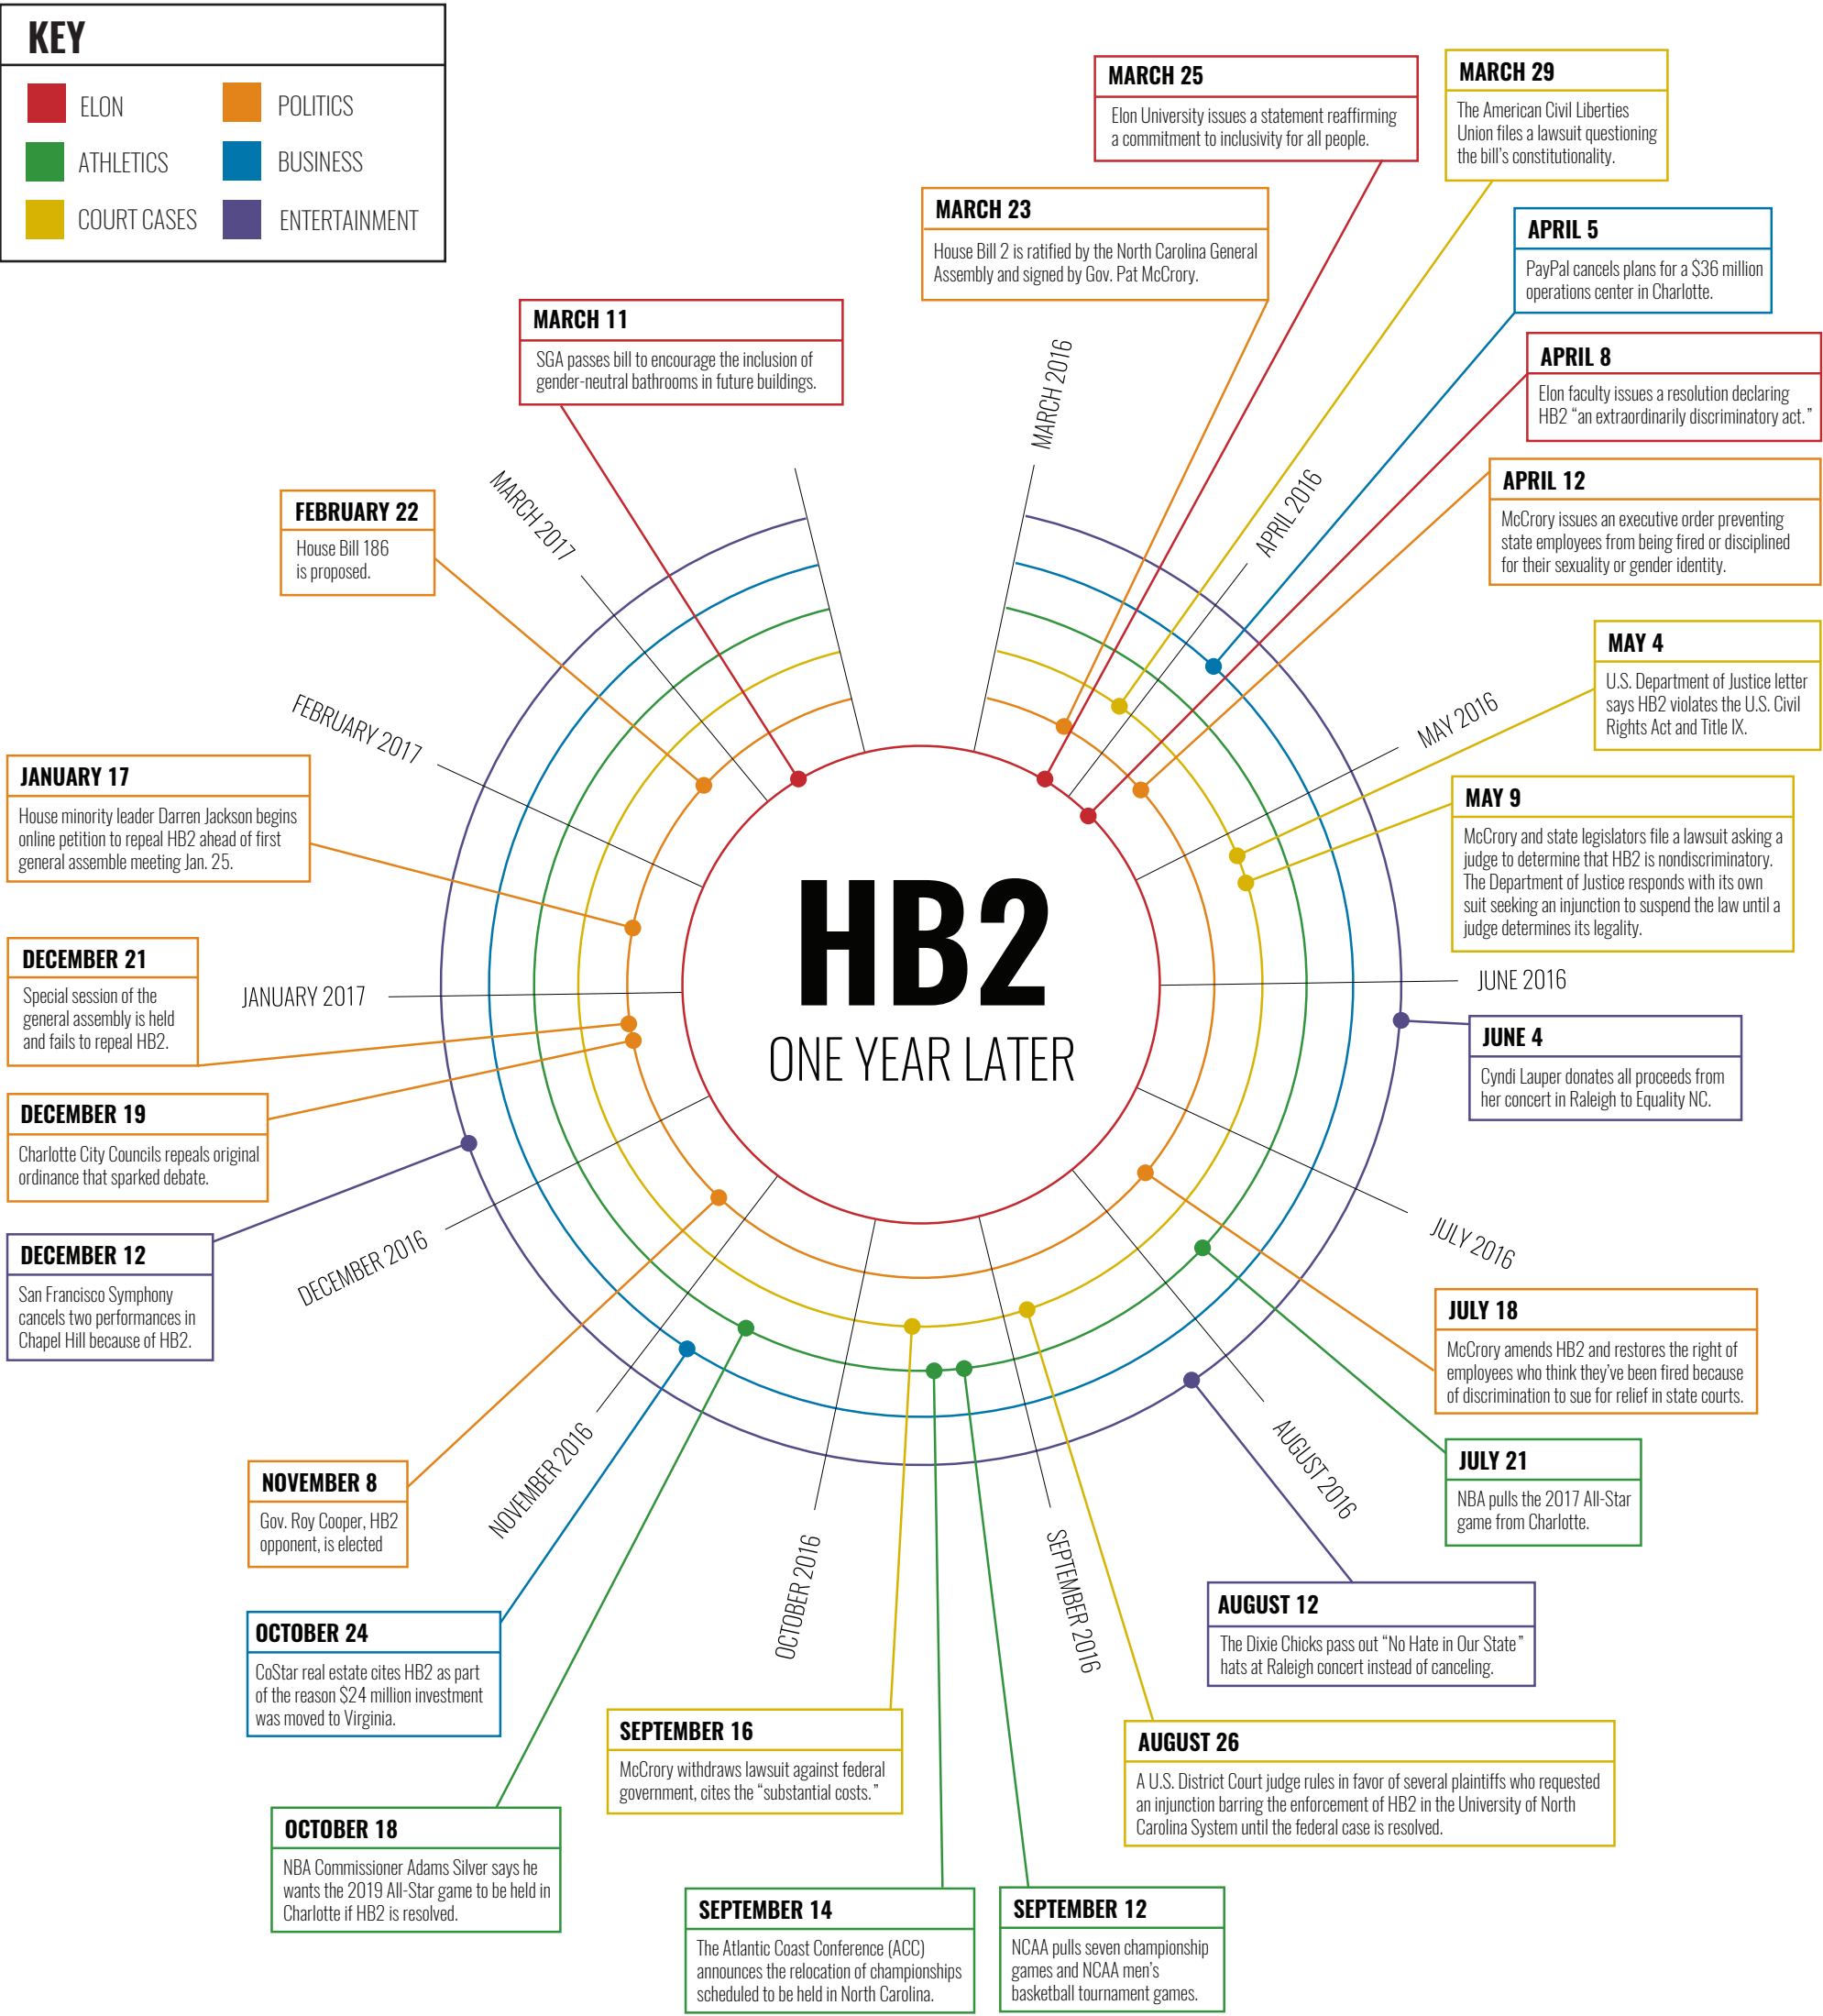 KEY
ELON
POLITICS
ATHLETICS
BUSINESS
COURT CASES
ENTERTAINMENT
HB2
ONE YEAR LATER
MARCH 2016
MARCH 23
House Bill 2 is ratified by the North Carolina General
Assembly and signed by Gov. Pat McCrory.
MARCH 25
Elon University issues a statement reaffirming
a commitment to inclusivity for all people.
MARCH 29
The American Civil Liberties
Union files a lawsuit questioning
the bill's constitutionality.
APRIL 2016
APRIL 5
PayPal cancels plans for a $36 million
operations center in Charlotte.
APRIL 8
Elon faculty issues a resolution declaring
HB2 “an extraordinarily discriminatory act.”
APRIL 12
McCrory issues an executive order preventing
state employees from being fired or disciplined
for their sexuality or gender identity.
MAY 2016
MAY 4
U.S. Department of Justice letter
says HB2 violates the U.S. Civil
Rights Act and Title IX.
MAY 9
McCrory and state legislators file a lawsuit asking a
judge to determine that HB2 is nondiscriminatory.
The Department of Justice responds with its own
suit seeking an injunction to suspend the law until a
judge determines its legality.
JUNE 2016
JUNE 4
Cyndi Lauper donates all proceeds from
her concert in Raleigh to Equality NC.
JULY 2016
JULY 18
McCrory amends HB2 and restores the right of
employees who think they've been fired because
of discrimination to sue for relief in state courts.
JULY 21
NBA pulls the 2017 All-Star
game from Charlotte.
AUGUST 2016
AUGUST 12
The Dixie Chicks pass out “No Hate in Our State”
hats at Raleigh concert instead of canceling.
AUGUST 26
A U.S. District Court judge rules in favor of several plaintiffs who requested
an injunction barring the enforcement of HB2 in the University of North
Carolina System until the federal case is resolved.
SEPTEMBER 2016
SEPTEMBER 12
NCAA pulls seven championship
games and NCAA men's
basketball tournament games.
SEPTEMBER 14
The Atlantic Coast Conference (ACC)
announces the relocation of championships
scheduled to be held in North Carolina.
SEPTEMBER 16
McCrory withdraws lawsuit against federal
government, cites the “substantial costs.”
OCTOBER 2016
OCTOBER 18
NBA Commissioner Adams Silver says he
wants the 2019 All-Star game to be held in
Charlotte if HB2 is resolved.
OCTOBER 24
CoStar real estate cites HB2 as part
of the reason $24 million investment
was moved to Virginia.
NOVEMBER 2016
NOVEMBER 8
Gov. Roy Cooper, HB2
opponent, is elected
DECEMBER 2016
DECEMBER 12
San Francisco Symphony
cancels two performances in
Chapel Hill because of HB2.
DECEMBER 19
Charlotte City Councils repeals original
ordinance that sparked debate.
DECEMBER 21
Special session of the
general assembly is held
and fails to repeal HB2.
JANUARY 2017
JANUARY 17
House minority leader Darren Jackson begins
online petition to repeal HB2 ahead of first
general assemble meeting Jan. 25.
FEBRUARY 2017
FEBRUARY 22
House Bill 186
is proposed.
MARCH 2017
MARCH 11
SGA passes bill to encourage the inclusion of
gender-neutral bathrooms in future buildings.